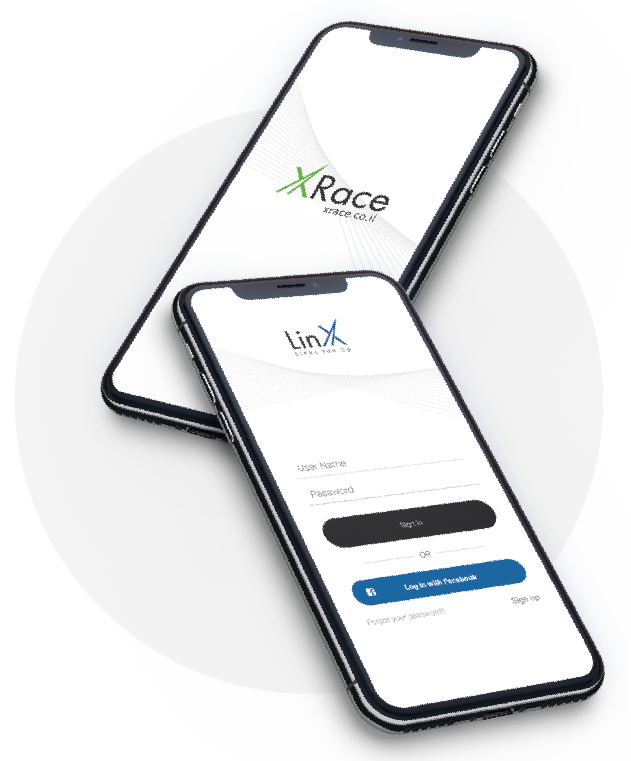 XRace
xrace.co.il
LinX
Links You Up
User Name
Password
Sign In
OR
Log in with Facebook
Forgot your password?
Sign up